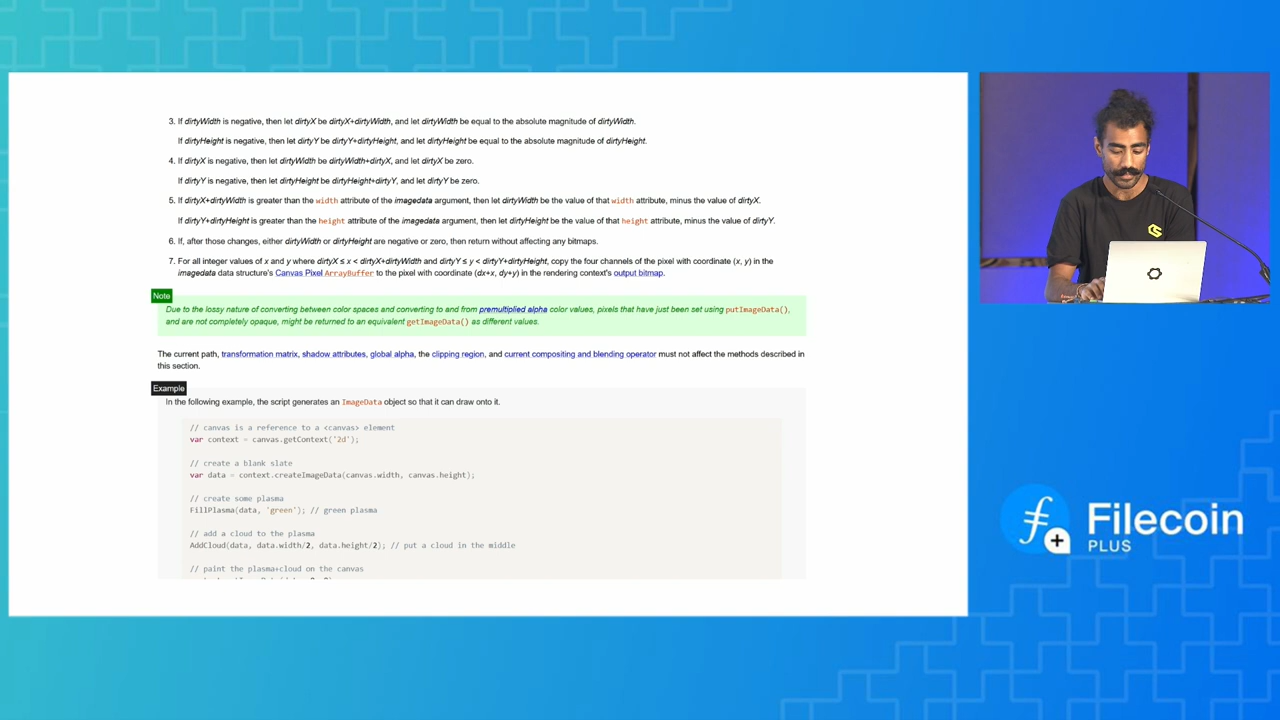 3. If dirtyWidth is negative, then let dirtyX be dirtyX+dirtyWidth, and let dirtyWidth be equal to the absolute magnitude of dirtyWidth.
If dirtyHeight is negative, then let dirtyY be dirtyY+dirtyHeight, and let dirtyHeight be equal to the absolute magnitude of dirtyHeight.
4. If dirtyX is negative, then let dirtyWidth be dirtyWidth+dirtyX, and let dirtyX be zero.
If dirtyY is negative, then let dirtyHeight be dirtyHeight+dirtyY, and let dirtyY be zero.
5. If dirtyX+dirtyWidth is greater than the width attribute of the imagedata argument, then let dirtyWidth be the value of that width attribute, minus the value of dirtyX.
If dirtyY+dirtyHeight is greater than the height attribute of the imagedata argument, then let dirtyHeight be the value of that height attribute, minus the value of dirtyY.
6. If, after those changes, either dirtyWidth or dirtyHeight are negative or zero, then return without affecting any bitmaps.
7. For all integer values of x and y where dirtyX ≤ x < dirtyX+dirtyWidth and dirtyY ≤ y < dirtyY+dirtyHeight, copy the four channels of the pixel with coordinate (x, y) in the
imagedata data structure's Canvas Pixel ArrayBuffer to the pixel with coordinate (dx+x, dy+y) in the rendering context's output bitmap.
Note
Due to the lossy nature of converting between color spaces and converting to and from premultiplied alpha color values, pixels that have just been set using putImageData(),
and are not completely opaque, might be returned to an equivalent getImageData() as different values.
The current path, transformation matrix, shadow attributes, global alpha, the clipping region, and current compositing and blending operator must not affect the methods described in
this section.
Example
In the following example, the script generates an ImageData object so that it can draw onto it.
// canvas is a reference to a <canvas> element
var context = canvas.getContext('2d');
// create a blank slate
var data = context.createImageData(canvas.width, canvas.height);
// create some plasma
FillPlasma(data, 'green'); // green plasma
// add a cloud to the plasma
AddCloud(data, data.width/2, data.height/2); // put a cloud in the middle
// paint the plasma+cloud on the canvas
Filecoin
PLUS